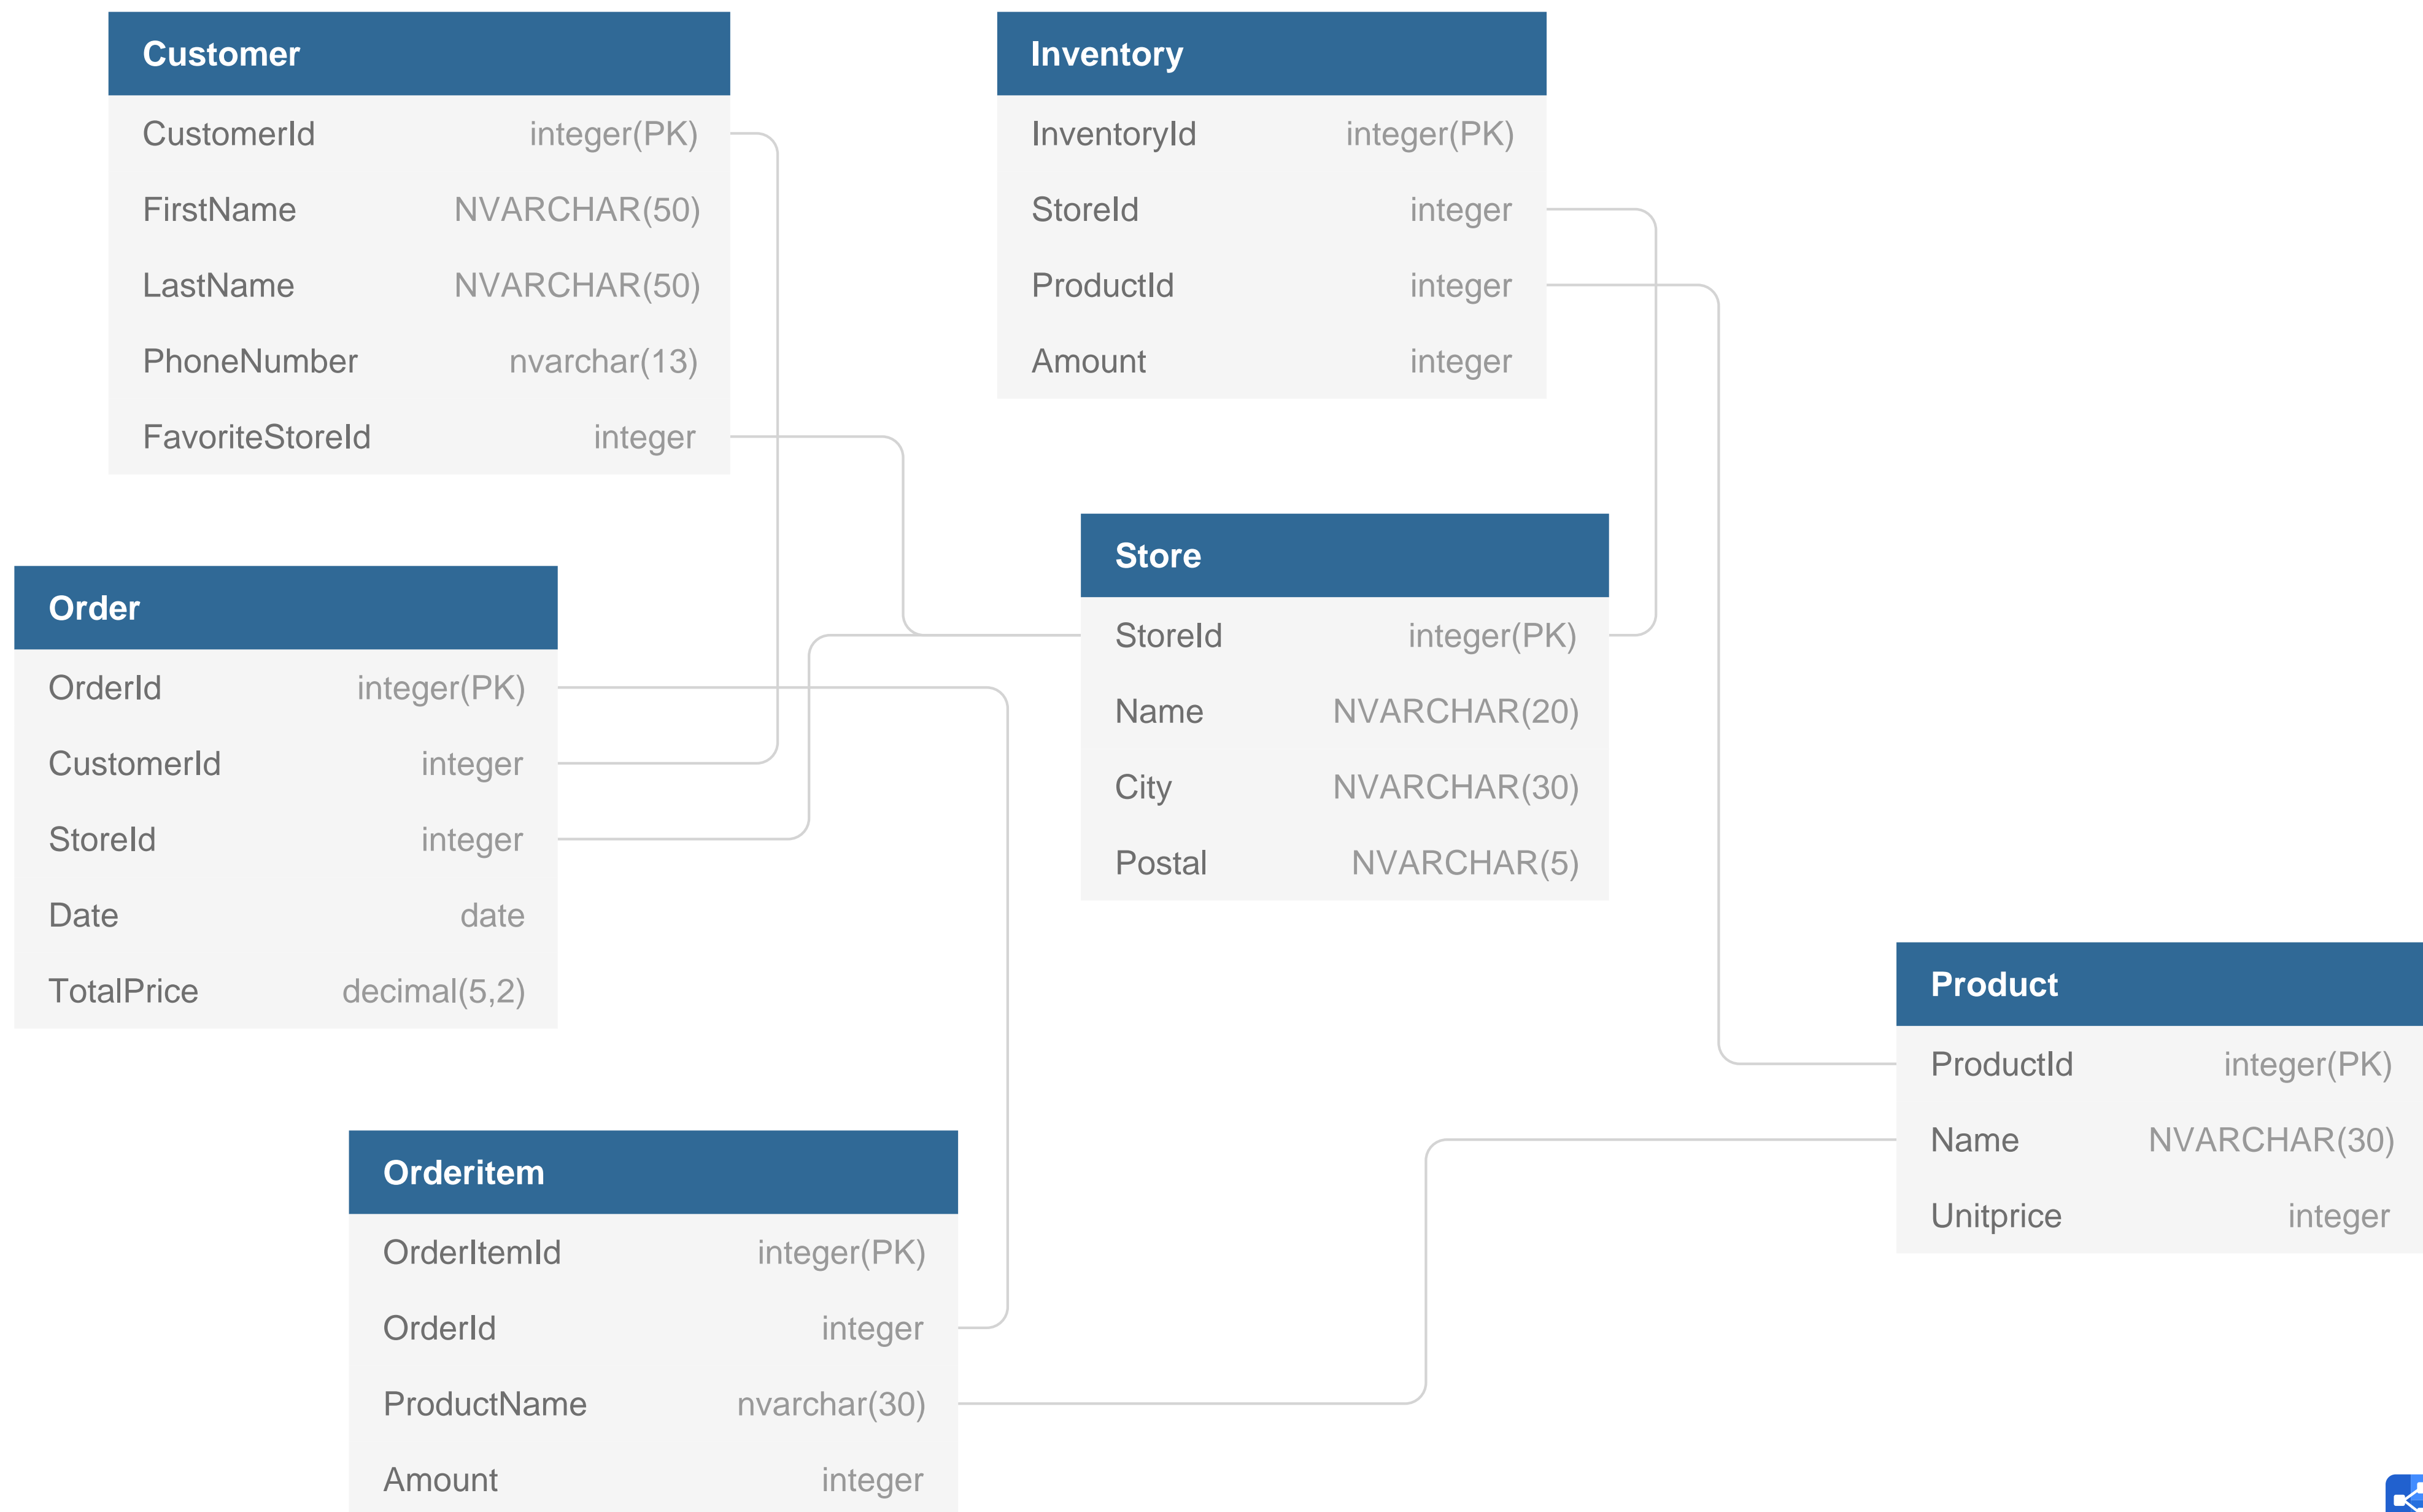 Customer
CustomerId integer(PK)
FirstName NVARCHAR(50)
LastName NVARCHAR(50)
PhoneNumber nvarchar(13)
FavoriteStoreId integer
Inventory
InventoryId integer(PK)
StoreId integer
ProductId integer
Amount integer
Store
StoreId integer(PK)
Name NVARCHAR(20)
City NVARCHAR(30)
Postal NVARCHAR(5)
Order
OrderId integer(PK)
CustomerId integer
StoreId integer
Date date
TotalPrice decimal(5,2)
Product
ProductId integer(PK)
Name NVARCHAR(30)
Unitprice integer
Orderitem
OrderItemId integer(PK)
OrderId integer
ProductName nvarchar(30)
Amount integer